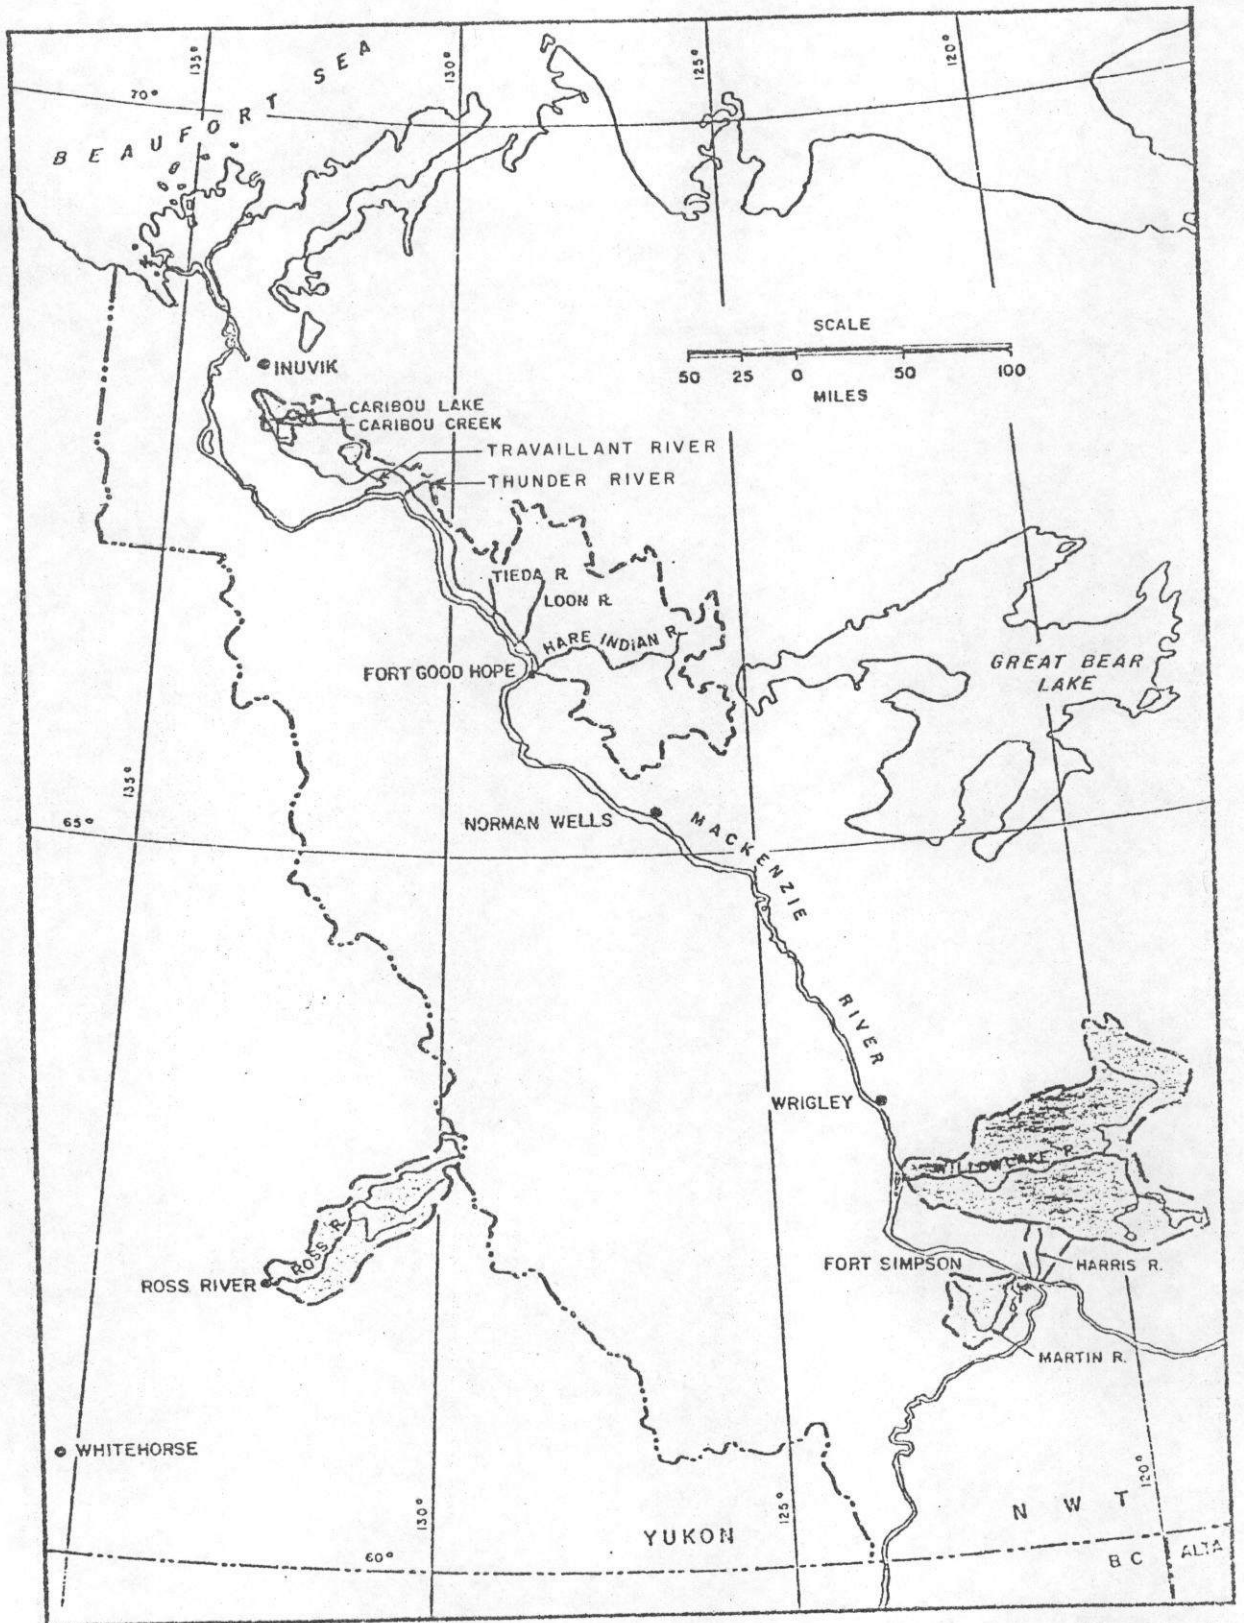 135°
130°
125°
120°
BEAUFORT SEA
70°
SCALE
50 25 0 50 100
MILES
INUVIK
CARIBOU LAKE
CARIBOU CREEK
TRAVAILLANT RIVER
THUNDER RIVER
TIEDA R.
LOON R.
HARE INDIAN R.
FORT GOOD HOPE
GREAT BEAR
LAKE
135°
65°
NORMAN WELLS
MACKENZIE RIVER
WRIGLEY
WILLOWLAKE R.
ROSS R.
ROSS RIVER
FORT SIMPSON
HARRIS R.
MARTIN R.
WHITEHORSE
130°
125°
120°
N W T
YUKON
60°
B C
ALTA